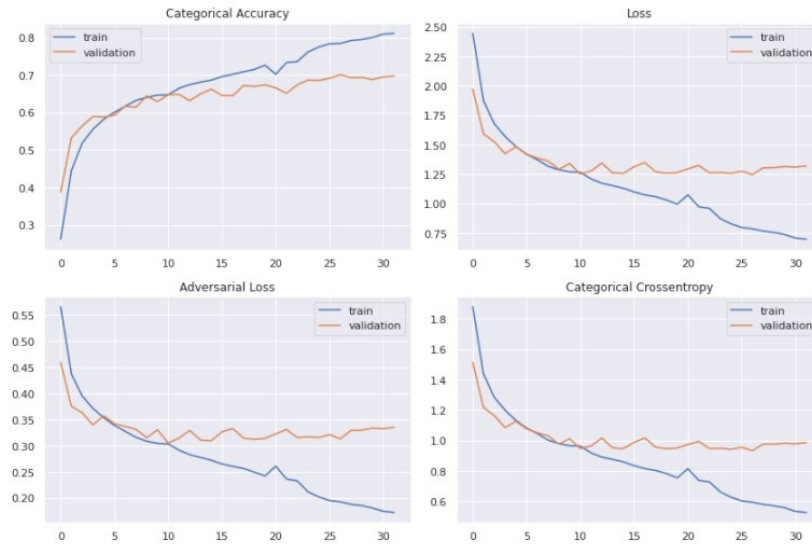 Categorical Accuracy
train
validation
0.8
0.7
0.6
0.5
0.4
0.3
0 5 10 15 20 25 30
Loss
train
validation
2.50
2.25
2.00
1.75
1.50
1.25
1.00
0.75
0 5 10 15 20 25 30
Adversarial Loss
train
validation
0.55
0.50
0.45
0.40
0.35
0.30
0.25
0.20
0 5 10 15 20 25 30
Categorical Crossentropy
train
validation
1.8
1.6
1.4
1.2
1.0
0.8
0.6
0 5 10 15 20 25 30